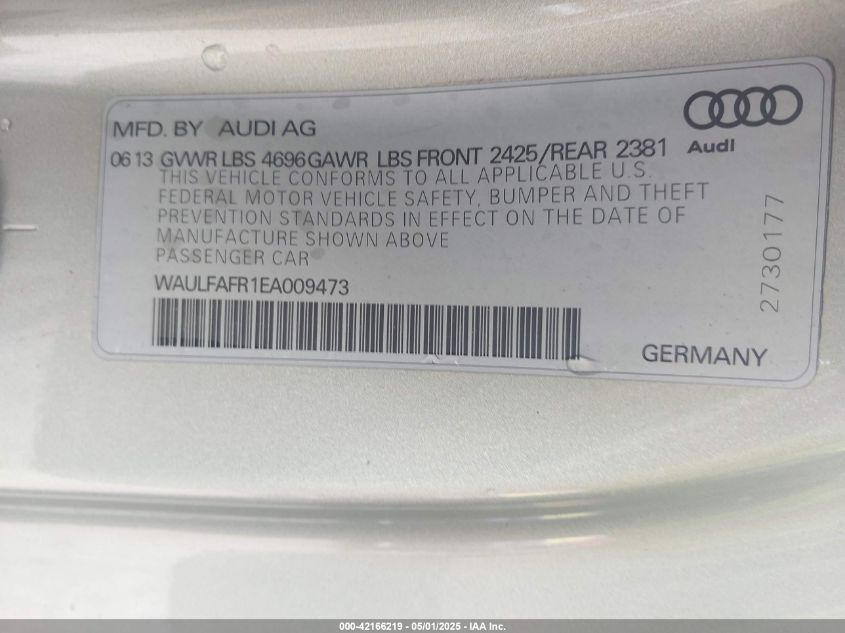 MFD. BY AUDI AG
Audi
06 13 GVWR LBS 4696 GAWR LBS FRONT 2425/REAR 2381
THIS VEHICLE CONFORMS TO ALL APPLICABLE U.S.
FEDERAL MOTOR VEHICLE SAFETY, BUMPER AND THEFT
PREVENTION STANDARDS IN EFFECT ON THE DATE OF
MANUFACTURE SHOWN ABOVE
PASSENGER CAR
WAULFAFR1EA009473
2730177
GERMANY
000-42166219 - 05/01/2025 - IAA Inc.